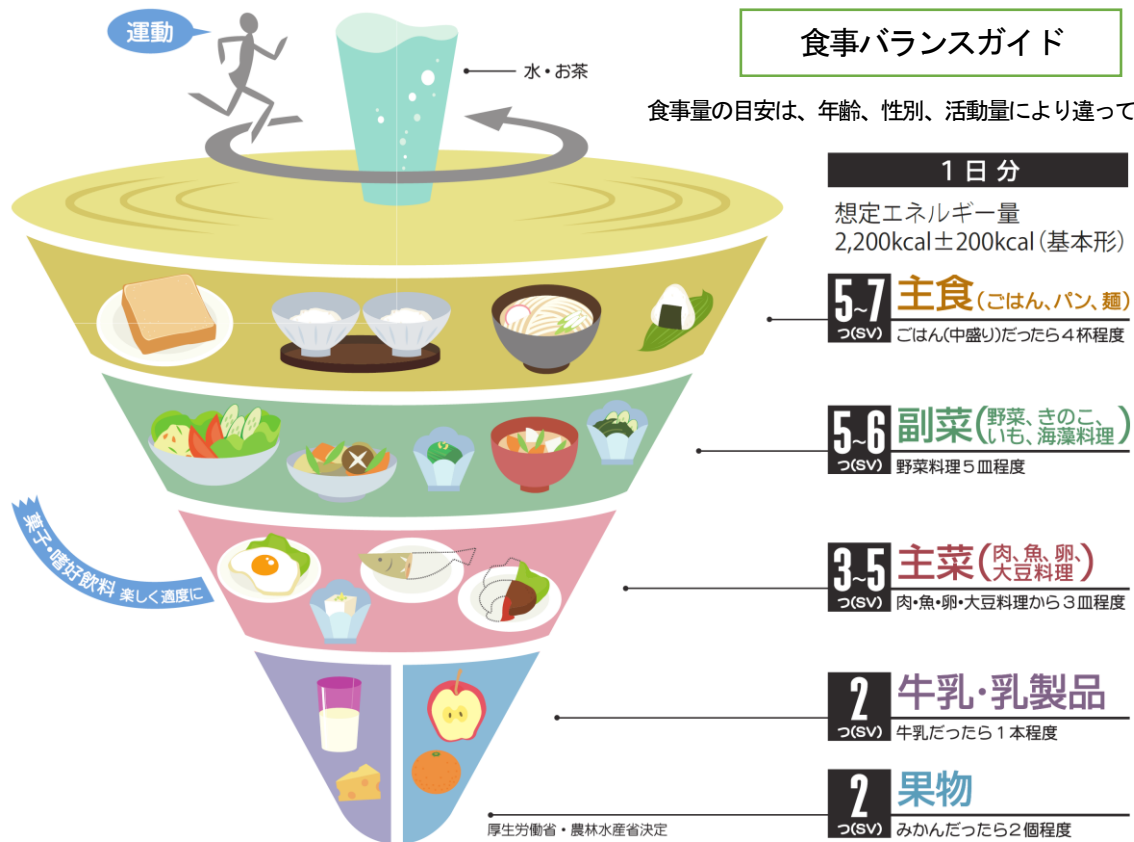 運動
水・お茶
食事バランスガイド
食事量の目安は、年齢、性別、活動量により違って
1日分
想定エネルギー量
2,200kcal±200kcal(基本形)
5~7
つ(SV)
主食(ごはん、パン、麺)
ごはん(中盛り)だったら4杯程度
5~6
つ(SV)
副菜(野菜、きのこ、
いも、海藻料理)
野菜料理5皿程度
菓子・嗜好飲料 楽しく適度に
3~5
つ(SV)
主菜(肉、魚、卵、
大豆料理)
肉・魚・卵・大豆料理から3皿程度
2
つ(SV)
牛乳・乳製品
牛乳だったら1本程度
2
つ(SV)
果物
みかんだったら2個程度
厚生労働省・農林水産省決定